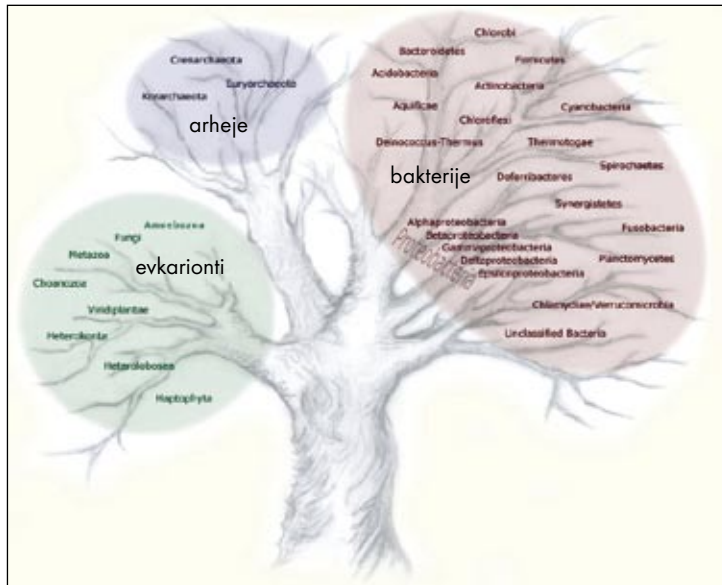 Crenarchaeota
Euryarchaeota
Korarchaeota
arheje
Chlorobi
Bacteroidetes
Firmicutes
Acidobacteria
Actinobacteria
Aquificae
Cyanobacteria
Chloroflexi
Deinococcus-Thermus
Thermotogae
bakterije
Spirochaetes
Deferribacteres
Synergistetes
Alphaproteobacteria
Fusobacteria
Betaproteobacteria
Gammaproteobacteria
Proteobacteria
Deltaproteobacteria
Planctomycetes
Epsilonproteobacteria
Chlamydiae/Verrucomicrobia
Unclassified Bacteria
Amoebozoa
Fungi
Metazoa
evkarionti
Choanozoa
Viridiplantae
Heterokonta
Heterolobosea
Haptophyta